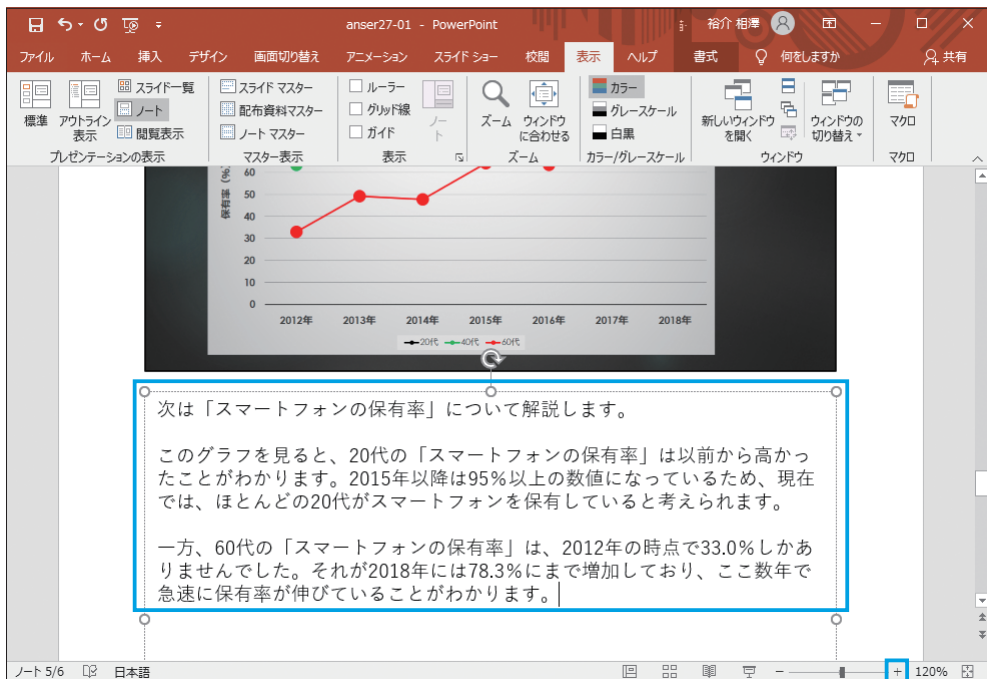 anser27-01 - PowerPoint
裕介 相澤
ファイル ホーム 挿入 デザイン 画面切り替え アニメーション スライド ショー 校閲 表示 ヘルプ 書式 何をしますか 共有
標準
アウトライン
表示
スライド一覧
ノート
閲覧表示
プレゼンテーションの表示
スライド マスター
配布資料マスター
ノート マスター
マスター表示
ルーラー
グリッド線
ガイド
ノー
ト
表示
ズーム
ウィンドウ
に合わせる
ズーム
カラー
グレースケール
白黒
カラー/グレースケール
新しいウィンドウ
を開く
ウィンドウの
切り替え
ウィンドウ
マクロ
マクロ
保有率 (%)
60
50
40
30
20
10
0
2012年 2013年 2014年 2015年 2016年 2017年 2018年
20代 40代 60代
次は「スマートフォンの保有率」について解説します。
このグラフを見ると、20代の「スマートフォンの保有率」は以前から高かっ
たことがわかります。2015年以降は95%以上の数値になっているため、現在
では、ほとんどの20代がスマートフォンを保有していると考えられます。
一方、60代の「スマートフォンの保有率」は、2012年の時点で33.0%しかあ
りませんでした。それが2018年には78.3%にまで増加しており、ここ数年で
急速に保有率が伸びていることがわかります。
ノート 5/6 日本語 120%